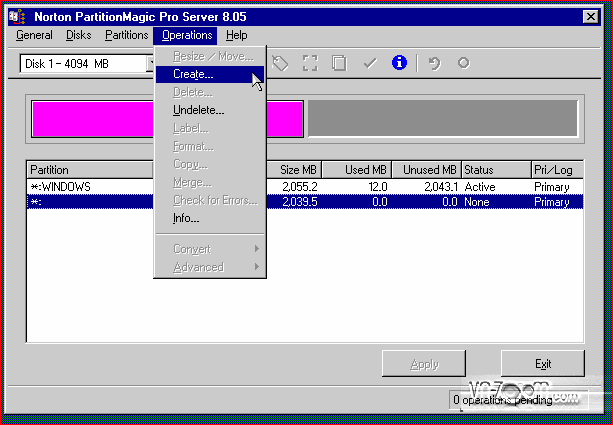 Norton PartitionMagic Pro Server 8.05
General Disks Partitions Operations Help
Disk 1 - 4094 MB
Resize / Move...
Create...
Delete...
Undelete...
Label...
Format...
Copy...
Merge...
Check for Errors...
Info...
Convert
Advanced
Partition Size MB Used MB Unused MB Status Pri/Log
*:WINDOWS 2,055.2 12.0 2,043.1 Active Primary
*: 2,039.5 0.0 0.0 None Primary
Apply Exit
0 operations pending